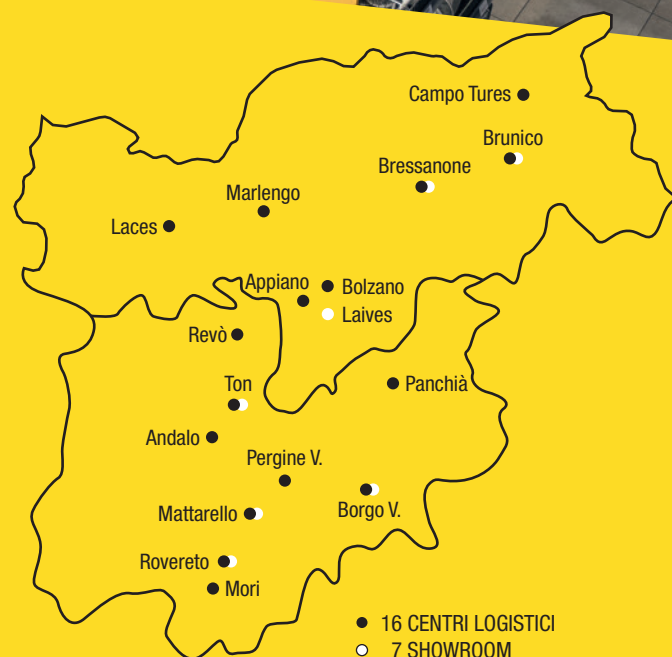 Campo Tures
Brunico
Bressanone
Marlengo
Laces
Appiano
Bolzano
Laives
Revò
Ton
Panchià
Andalo
Pergine V.
Mattarello
Borgo V.
Rovereto
Mori
16 CENTRI LOGISTICI
7 SHOWROOM